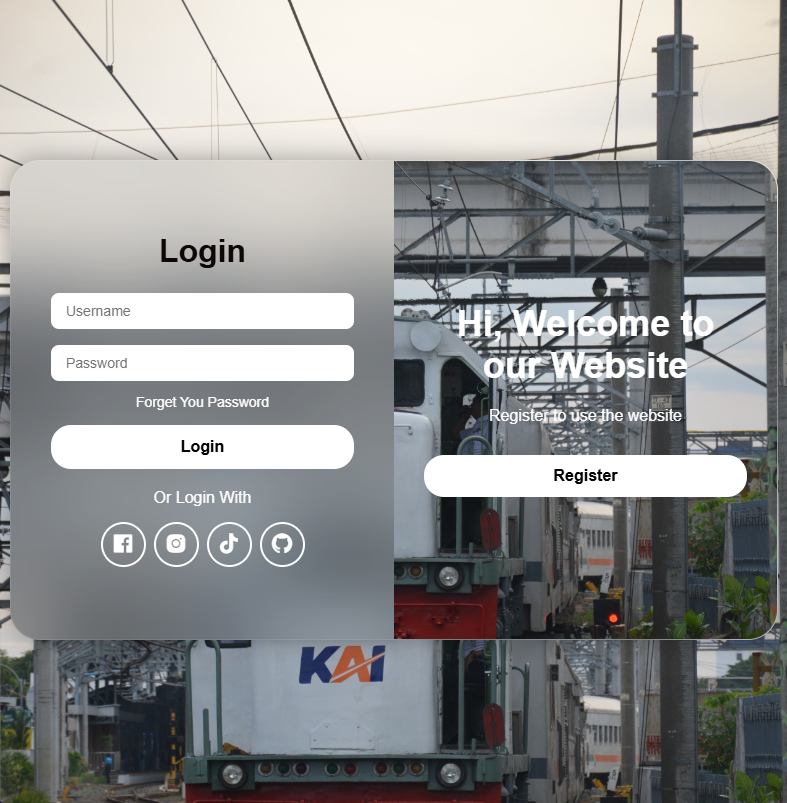 Login
Username
Password
Forget You Password
Login
Or Login With
Hi, Welcome to
our Website
Register to use the website
Register
KAI